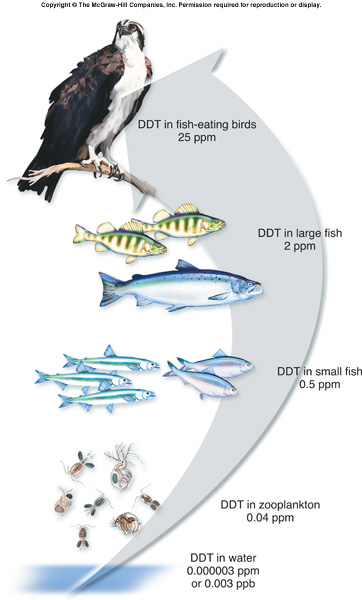 Copyright © The McGraw-Hill Companies, Inc. Permission required for reproduction or display.
DDT in fish-eating birds
25 ppm
DDT in large fish
2 ppm
DDT in small fish
0.5 ppm
DDT in zooplankton
0.04 ppm
DDT in water
0.000003 ppm
or 0.003 ppb